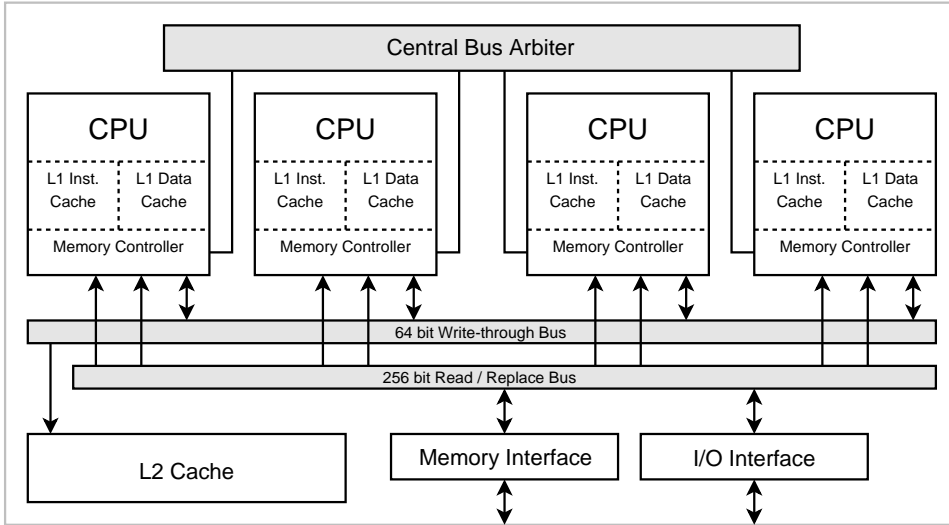 Central Bus Arbiter
CPU
L1 Inst.
Cache
L1 Data
Cache
Memory Controller
CPU
L1 Inst.
Cache
L1 Data
Cache
Memory Controller
CPU
L1 Inst.
Cache
L1 Data
Cache
Memory Controller
CPU
L1 Inst.
Cache
L1 Data
Cache
Memory Controller
64 bit Write-through Bus
256 bit Read / Replace Bus
L2 Cache
Memory Interface
I/O Interface